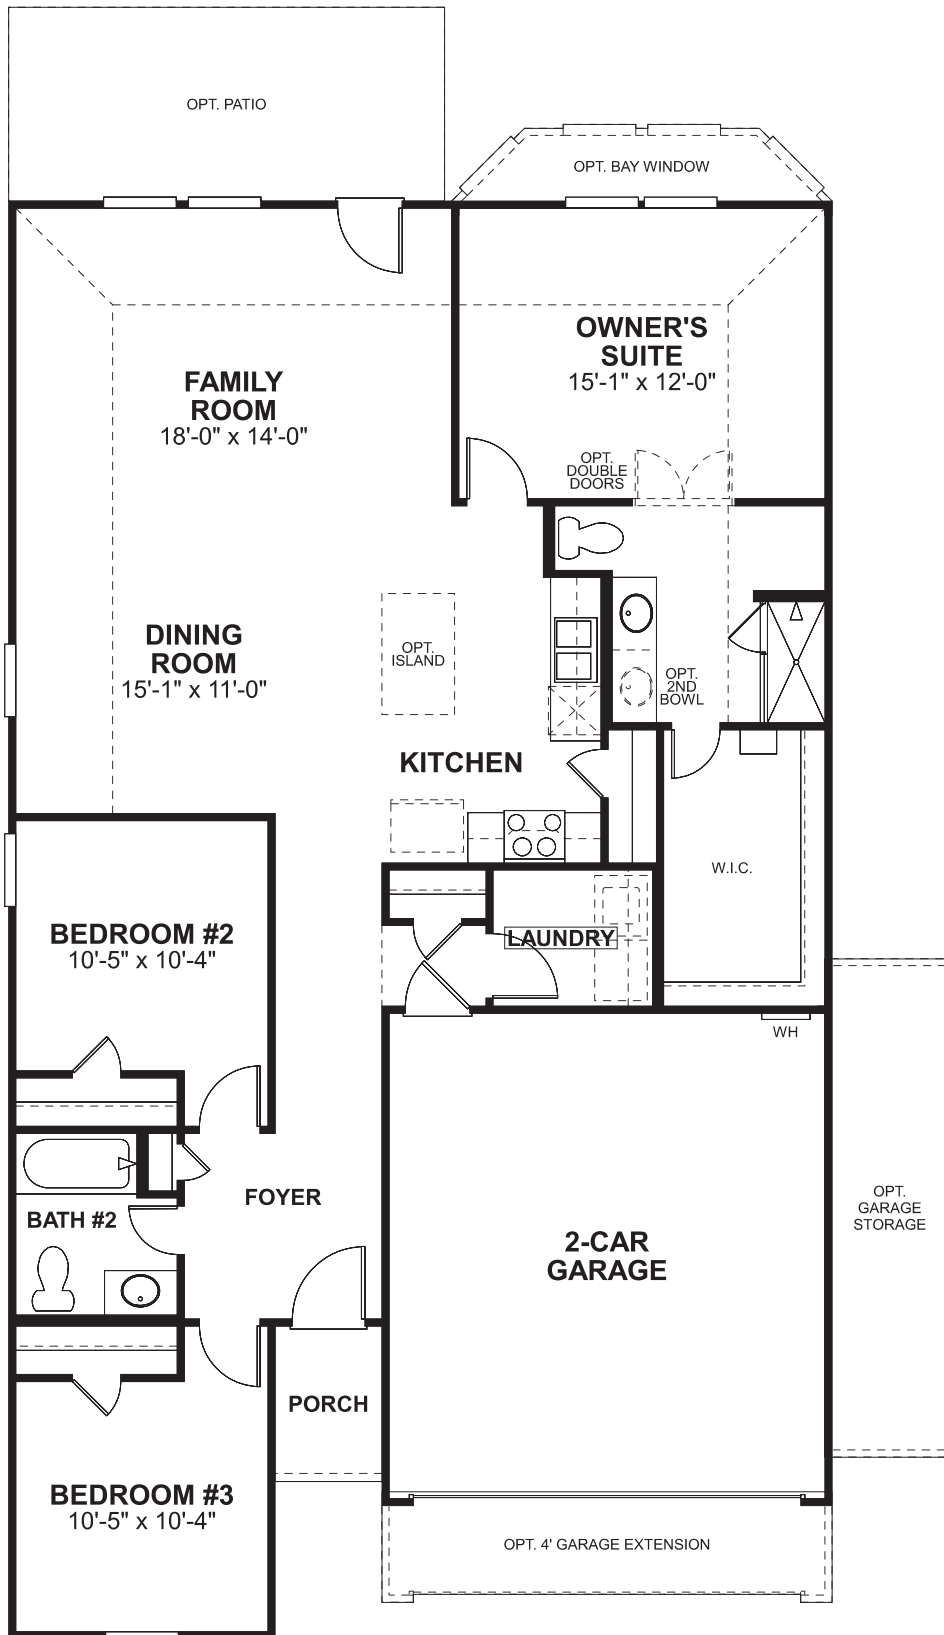 OPT. PATIO
OPT. BAY WINDOW
OWNER'S
SUITE
15'-1" x 12'-0"
FAMILY
ROOM
18'-0" x 14'-0"
OPT.
DOUBLE
DOORS
DINING
ROOM
15'-1" x 11'-0"
OPT.
ISLAND
OPT.
2ND
BOWL
KITCHEN
W.I.C.
BEDROOM #2
10'-5" x 10'-4"
LAUNDRY
WH
FOYER
BATH #2
OPT.
GARAGE
STORAGE
2-CAR
GARAGE
PORCH
BEDROOM #3
10'-5" x 10'-4"
OPT. 4' GARAGE EXTENSION